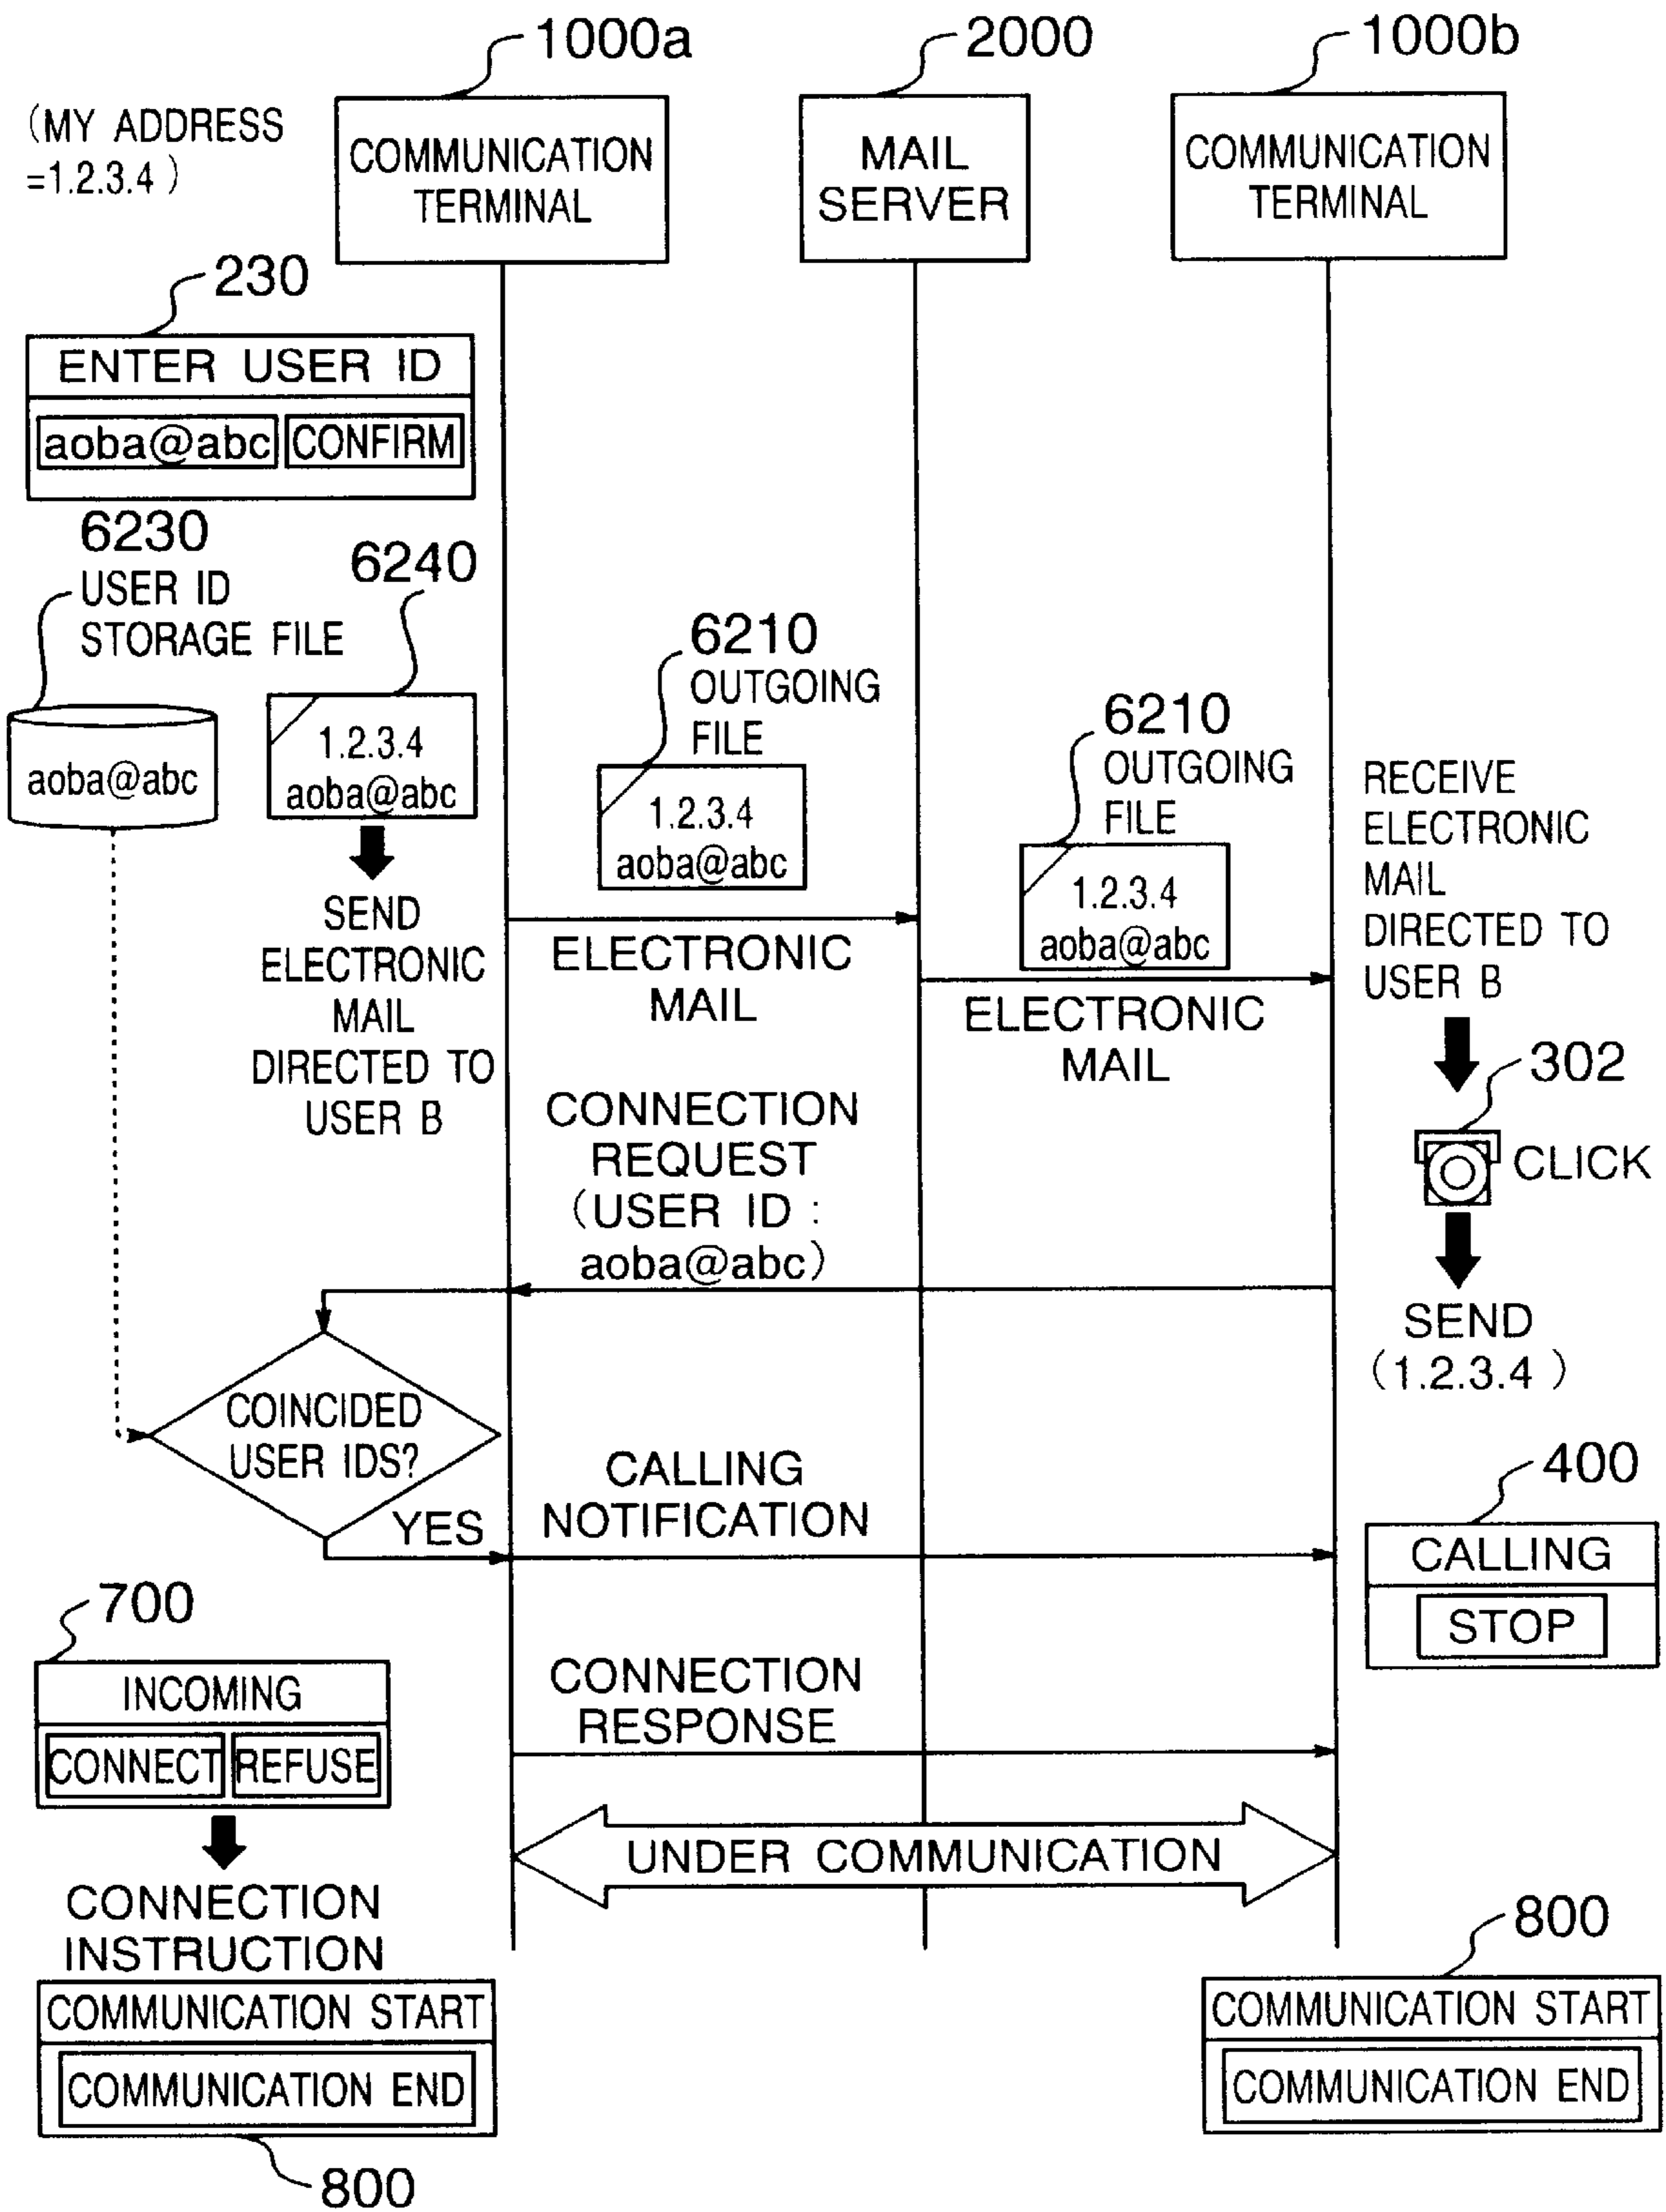 1000a
2000
1000b
(MY ADDRESS
=1.2.3.4 )
COMMUNICATION
TERMINAL
MAIL
SERVER
COMMUNICATION
TERMINAL
230
ENTER USER ID
aoba@abc CONFIRM
6230
USER ID
STORAGE FILE
aoba@abc
6240
1.2.3.4
aoba@abc
SEND
ELECTRONIC
MAIL
DIRECTED TO
USER B
6210
OUTGOING
FILE
1.2.3.4
aoba@abc
ELECTRONIC
MAIL
6210
OUTGOING
FILE
1.2.3.4
aoba@abc
ELECTRONIC
MAIL
RECEIVE
ELECTRONIC
MAIL
DIRECTED TO
USER B
302
CLICK
SEND
(1.2.3.4 )
CONNECTION
REQUEST
(USER ID :
aoba@abc)
COINCIDED
USER IDS?
YES
CALLING
NOTIFICATION
400
CALLING
STOP
700
INCOMING
CONNECT REFUSE
CONNECTION
RESPONSE
UNDER COMMUNICATION
CONNECTION
INSTRUCTION
COMMUNICATION START
COMMUNICATION END
800
800
COMMUNICATION START
COMMUNICATION END